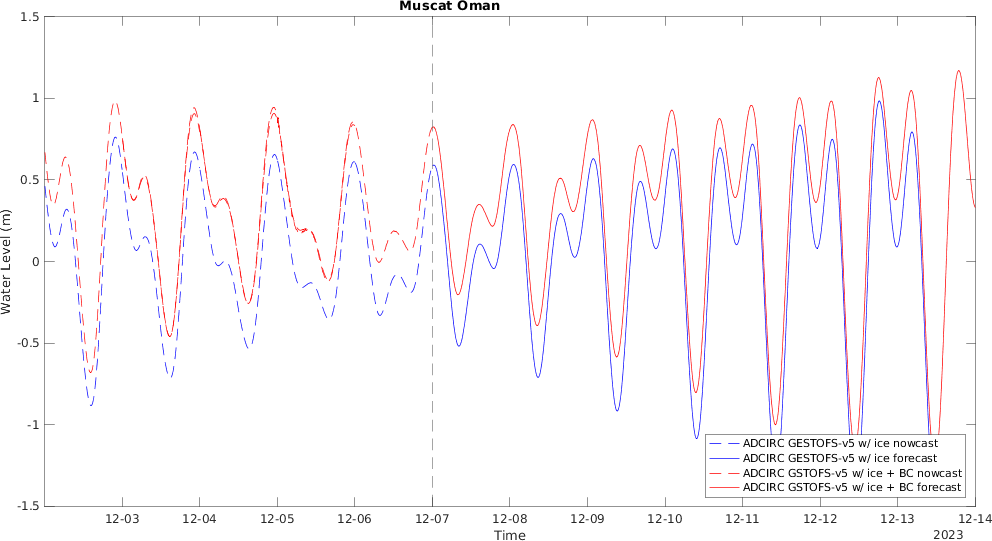 Muscat Oman
1.5
1
0.5
0
-0.5
-1
-1.5
Water Level (m)
ADCIRC GESTOFS-v5 w/ ice nowcast
ADCIRC GESTOFS-v5 w/ ice forecast
ADCIRC GSTOFS-v5 w/ ice + BC nowcast
ADCIRC GSTOFS-v5 w/ ice + BC forecast
12-03 12-04 12-05 12-06 12-07 12-08 12-09 12-10 12-11 12-12 12-13 12-14
Time
2023